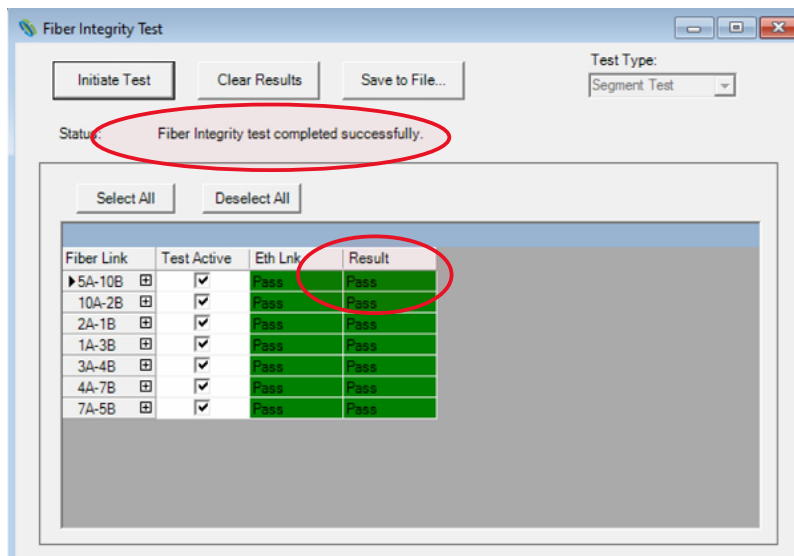 Fiber Integrity Test
Initiate Test Clear Results Save to File... Test Type:
Segment Test
Status: Fiber Integrity test completed successfully.
Select All Deselect All
Fiber Link Test Active Eth Lnk Result
5A-10B Pass Pass
10A-2B Pass Pass
2A-1B Pass Pass
1A-3B Pass Pass
3A-4B Pass Pass
4A-7B Pass Pass
7A-5B Pass Pass